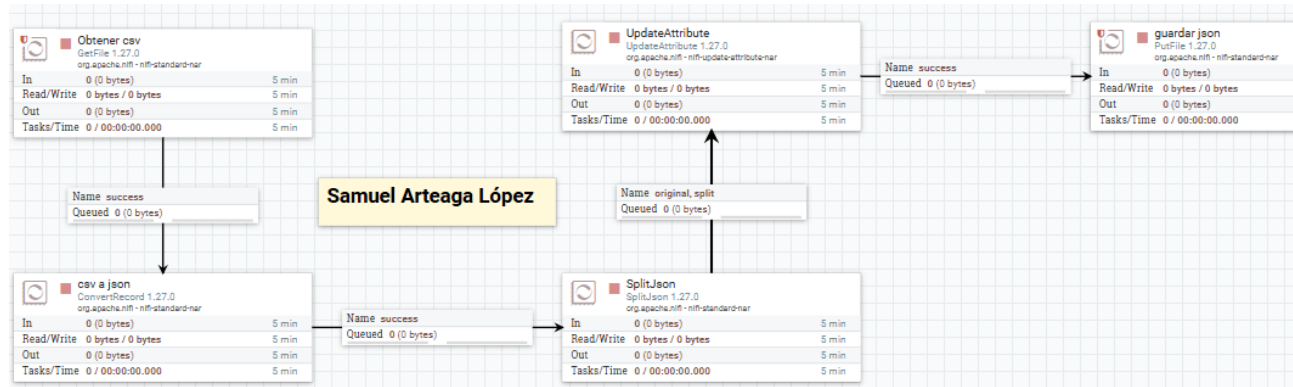 Obtener csv
GetFile 1.27.0
org.apache.nifi - nifi-standard-nar
In 0 (0 bytes) 5 min
Read/Write 0 bytes / 0 bytes 5 min
Out 0 (0 bytes) 5 min
Tasks/Time 0 / 00:00:00.000 5 min
Name success
Queued 0 (0 bytes)
csv a json
ConvertRecord 1.27.0
org.apache.nifi - nifi-standard-nar
In 0 (0 bytes) 5 min
Read/Write 0 bytes / 0 bytes 5 min
Out 0 (0 bytes) 5 min
Tasks/Time 0 / 00:00:00.000 5 min
Name success
Queued 0 (0 bytes)
Samuel Arteaga López
SplitJson
SplitJson 1.27.0
org.apache.nifi - nifi-standard-nar
In 0 (0 bytes) 5 min
Read/Write 0 bytes / 0 bytes 5 min
Out 0 (0 bytes) 5 min
Tasks/Time 0 / 00:00:00.000 5 min
Name original, split
Queued 0 (0 bytes)
UpdateAttribute
UpdateAttribute 1.27.0
org.apache.nifi - nifi-update-attribute-nar
In 0 (0 bytes) 5 min
Read/Write 0 bytes / 0 bytes 5 min
Out 0 (0 bytes) 5 min
Tasks/Time 0 / 00:00:00.000 5 min
Name success
Queued 0 (0 bytes)
guardar json
PutFile 1.27.0
org.apache.nifi - nifi-standard-nar
In 0 (0 bytes)
Read/Write 0 bytes / 0 bytes
Out 0 (0 bytes)
Tasks/Time 0 / 00:00:00.000